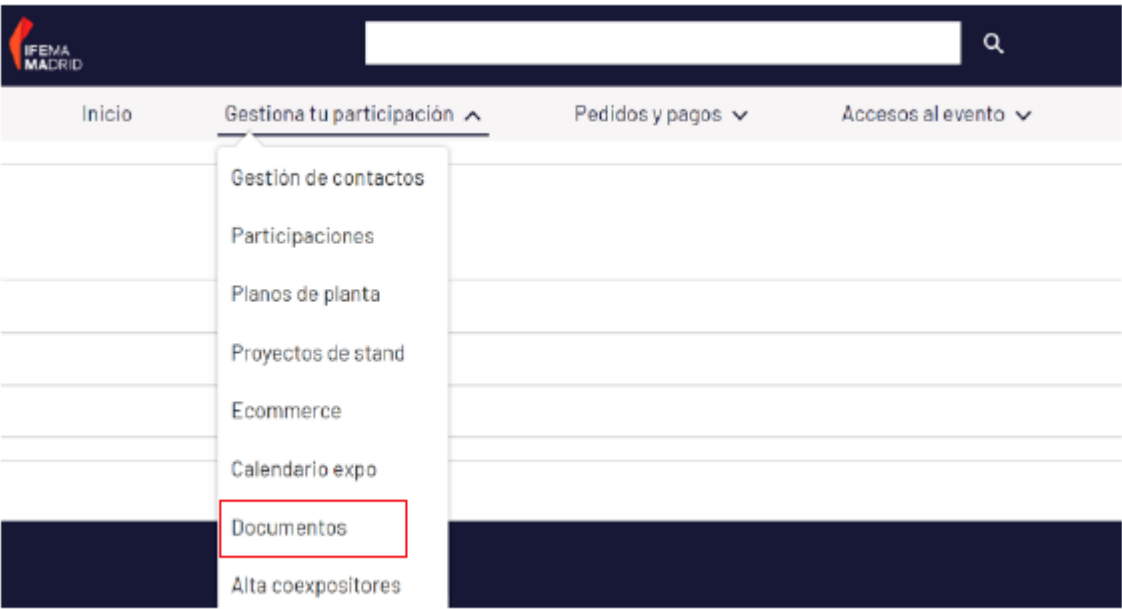 IFEMA
MADRID
Inicio
Gestiona tu participación
Pedidos y pagos
Accesos al evento
Gestión de contactos
Participaciones
Planos de planta
Proyectos de stand
Ecommerce
Calendario expo
Documentos
Alta coexpositores